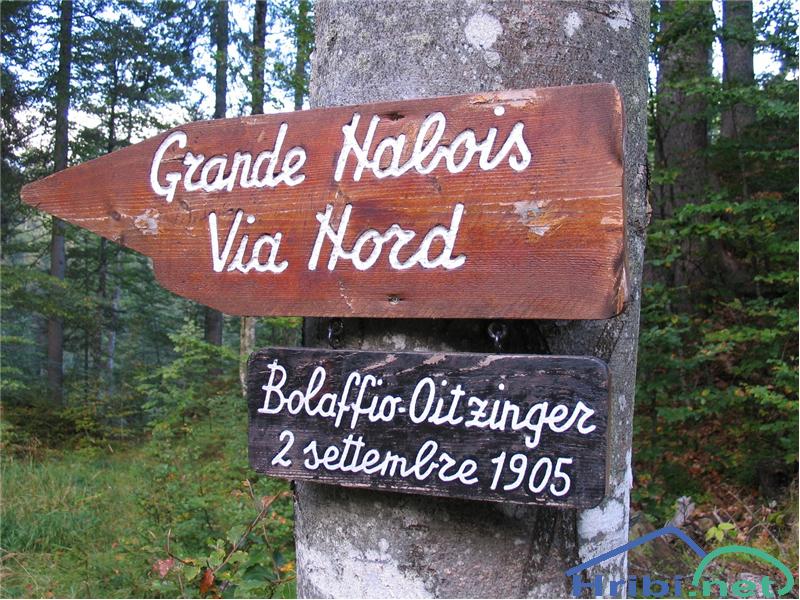 Grande Nabois
Via Nord
Bolaffio-Oitzinger
2 settembre 1905
Hribi.net